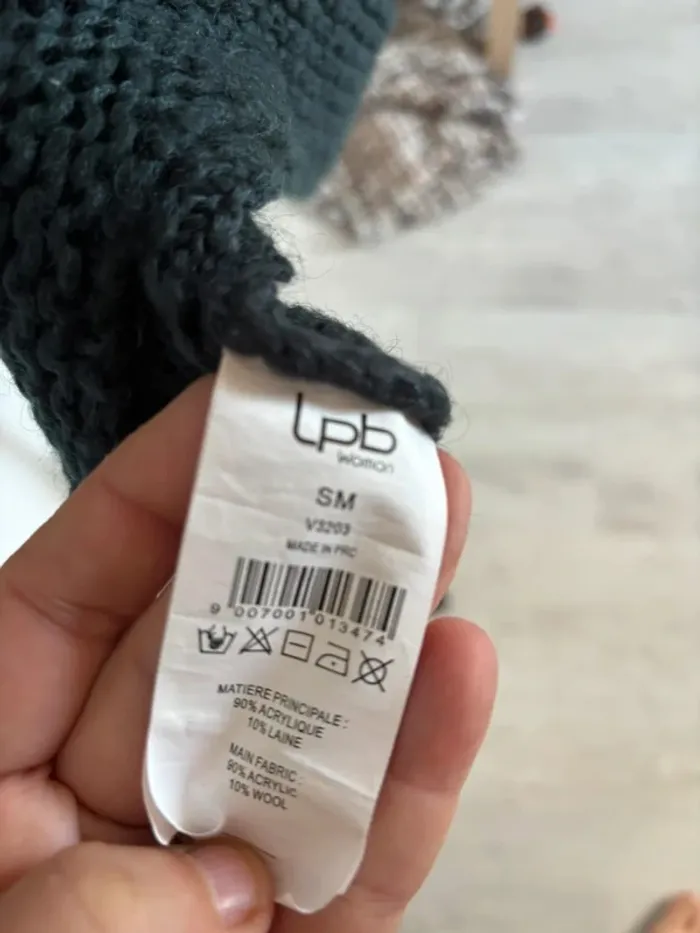 lpb
Woman
SM
V3203
MADE IN PRC
9 007001 013474
MATIERE PRINCIPALE :
90% ACRYLIQUE
10% LAINE
MAIN FABRIC :
90% ACRYLIC
10% WOOL